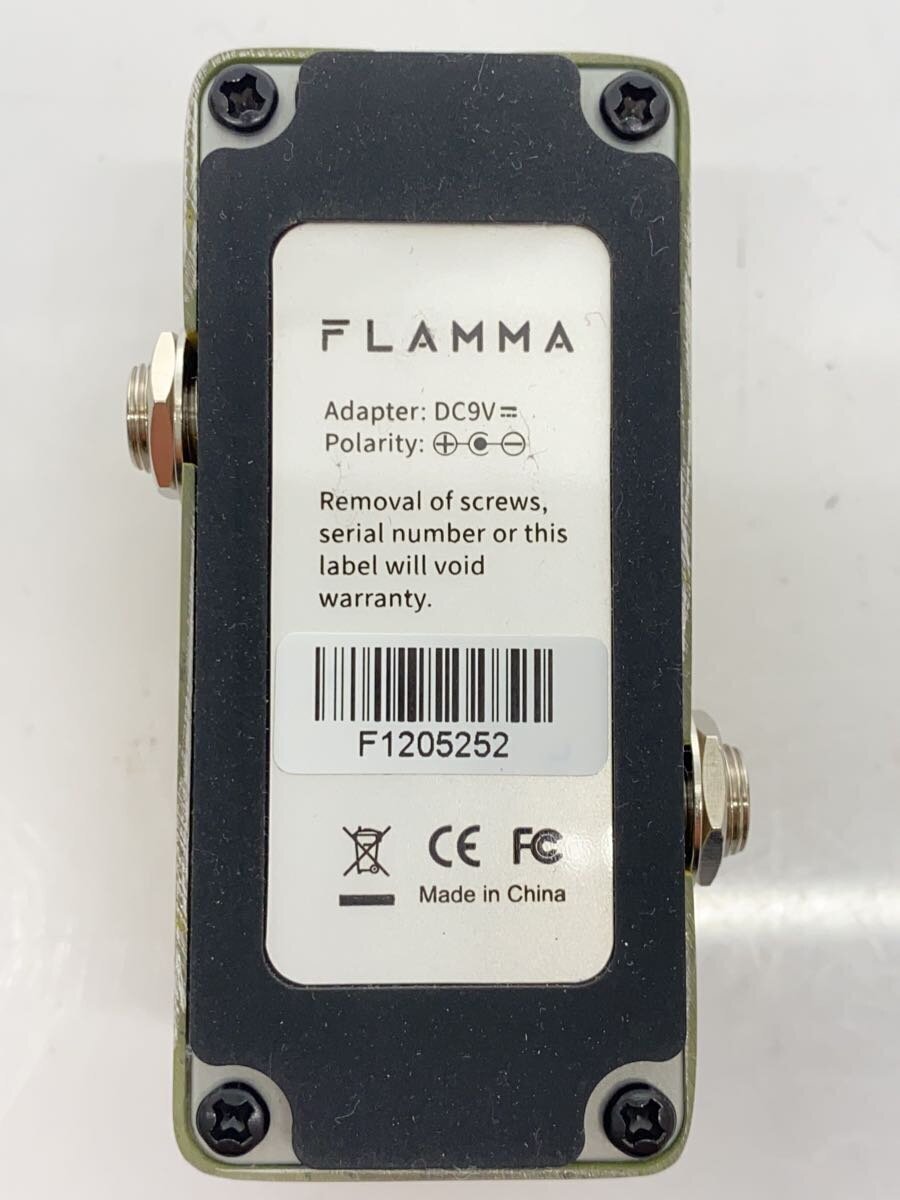 FLAMMA
Adapter: DC9V⎓
Polarity:
Removal of screws,
serial number or this
label will void
warranty.
F1205252
CE FC
Made in China